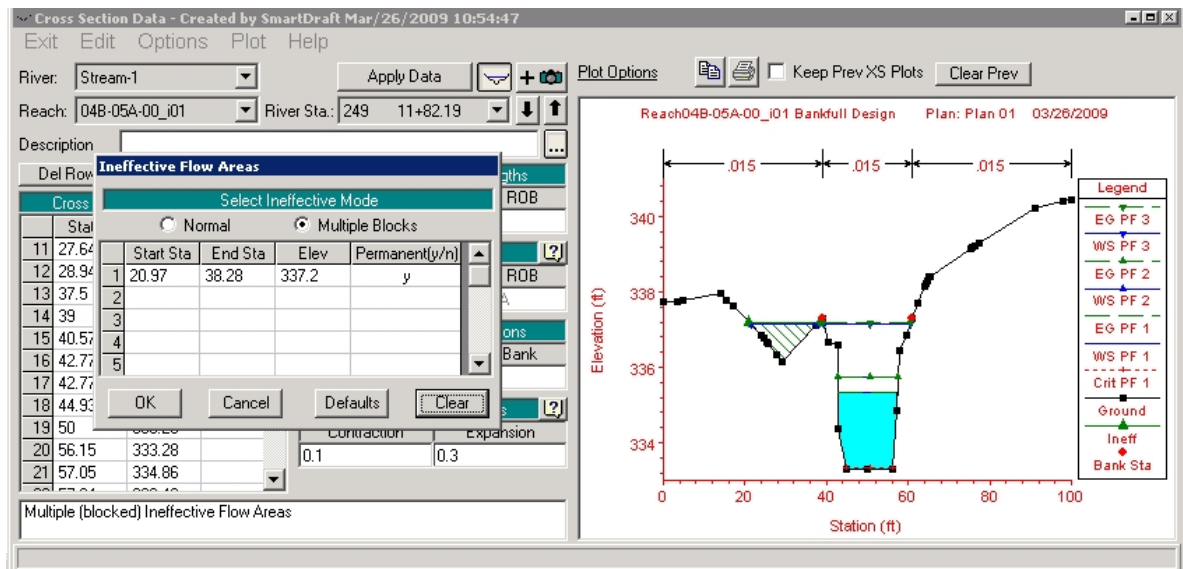 Cross Section Data - Created by SmartDraft Mar/26/2009 10:54:47
Exit Edit Options Plot Help
River: Stream-1 Apply Data
Plot Options Keep Prev XS Plots Clear Prev
Reach: 04B-05A-00_i01 River Sta.: 249 11+82.19
Description ...
Del Row
Ineffective Flow Areas
Select Ineffective Mode
Normal Multiple Blocks
Start Sta End Sta Elev Permanent(y/n)
1 20.97 38.28 337.2 y
2
3
4
5
OK Cancel Defaults Clear
Cross
ROB
11 27.64
12 28.94
ROB
13 37.5
14 39
15 40.57
16 42.77
Bank
17 42.77
18 44.93
19 50
Contraction Expansion
20 56.15 333.28
0.1 0.3
21 57.05 334.86
Multiple (blocked) Ineffective Flow Areas
Reach04B-05A-00_i01 Bankfull Design Plan: Plan 01 03/26/2009
.015 .015 .015
Elevation (ft)
340
338
336
334
0 20 40 60 80 100
Station (ft)
Legend
EG PF 3
WS PF 3
EG PF 2
WS PF 2
EG PF 1
WS PF 1
Crit PF 1
Ground
Ineff
Bank Sta